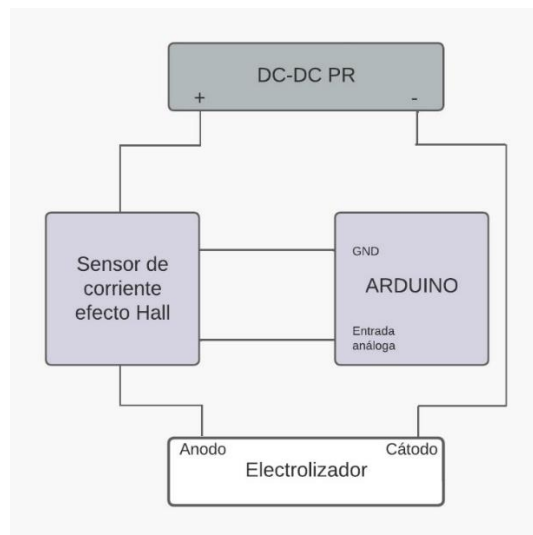 DC-DC PR
+ -
Sensor de
corriente
efecto Hall
GND
ARDUINO
Entrada
análoga
Anodo
Cátodo
Electrolizador